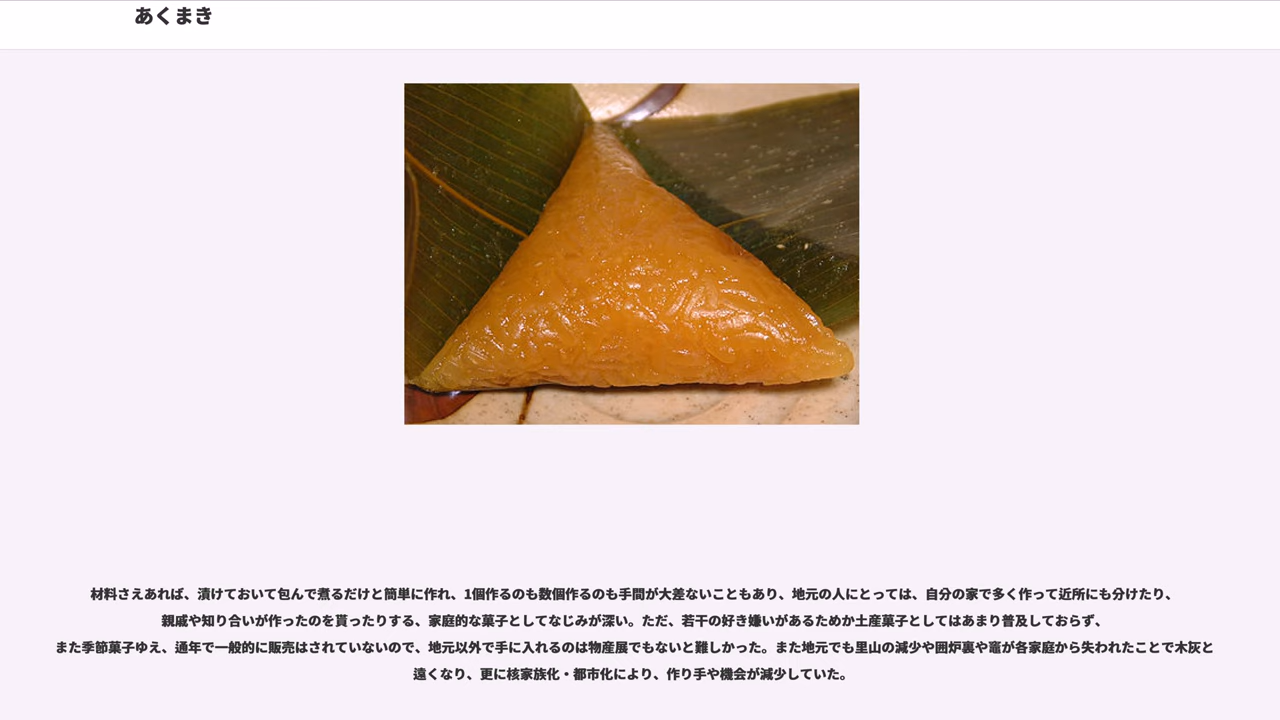 あくまき
材料さえあれば、漬けておいて包んで煮るだけと簡単に作れ、1個作るのも数個作るのも手間が大差ないこともあり、地元の人にとっては、自分の家で多く作って近所にも分けたり、
親戚や知り合いが作ったのを貰ったりする、家庭的な菓子としてなじみが深い。ただ、若干の好き嫌いがあるためか土産菓子としてはあまり普及しておらず、
また季節菓子ゆえ、通年で一般的に販売はされていないので、地元以外で手に入れるのは物産展でもないと難しかった。また地元でも里山の減少や囲炉裏や竈が各家庭から失われたことで木灰と
遠くなり、更に核家族化・都市化により、作り手や機会が減少していた。